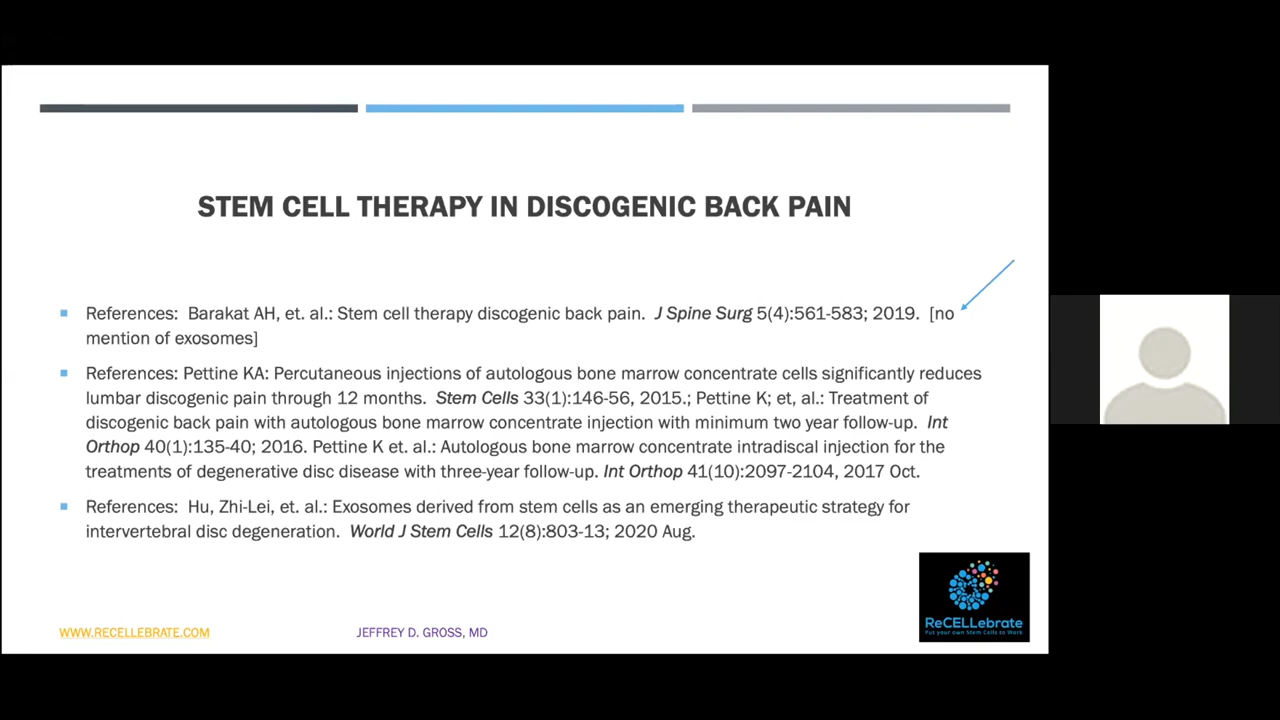 STEM CELL THERAPY IN DISCOGENIC BACK PAIN
References:  Barakat AH, et. al.: Stem cell therapy discogenic back pain.  J Spine Surg 5(4):561-583; 2019.  [no
mention of exosomes]
References: Pettine KA: Percutaneous injections of autologous bone marrow concentrate cells significantly reduces
lumbar discogenic pain through 12 months.  Stem Cells 33(1):146-56, 2015.; Pettine K; et, al.: Treatment of
discogenic back pain with autologous bone marrow concentrate injection with minimum two year follow-up.  Int
Orthop 40(1):135-40; 2016. Pettine K et. al.: Autologous bone marrow concentrate intradiscal injection for the
treatments of degenerative disc disease with three-year follow-up. Int Orthop 41(10):2097-2104, 2017 Oct.
References:  Hu, Zhi-Lei, et. al.: Exosomes derived from stem cells as an emerging therapeutic strategy for
intervertebral disc degeneration.  World J Stem Cells 12(8):803-13; 2020 Aug.
WWW.RECELLEBRATE.COM
JEFFREY D. GROSS, MD
ReCELLebrate
Put your own Stem Cells to Work